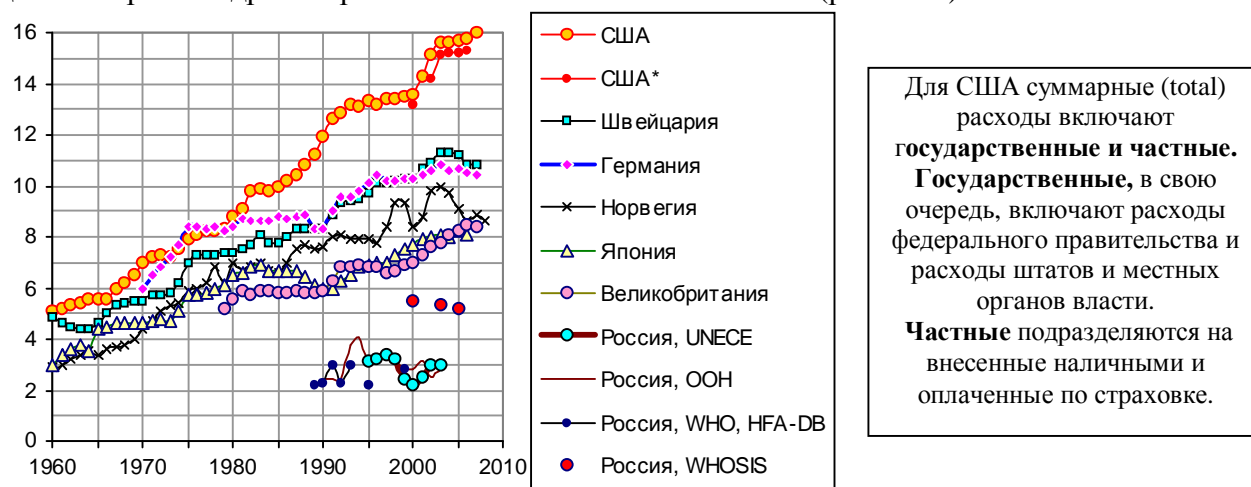 16
14
12
10
8
6
4
2
0
1960 1970 1980 1990 2000 2010
США
США*
Швейцария
Германия
Норвегия
Япония
Великобритания
Россия, UNECE
Россия, ООН
Россия, WHO, HFA-DB
Россия, WHOSIS
Для США суммарные (total)
расходы включают
государственные и частные.
Государственные, в свою
очередь, включают расходы
федерального правительства и
расходы штатов и местных
органов власти.
Частные подразделяются на
внесенные наличными и
оплаченные по страховке.